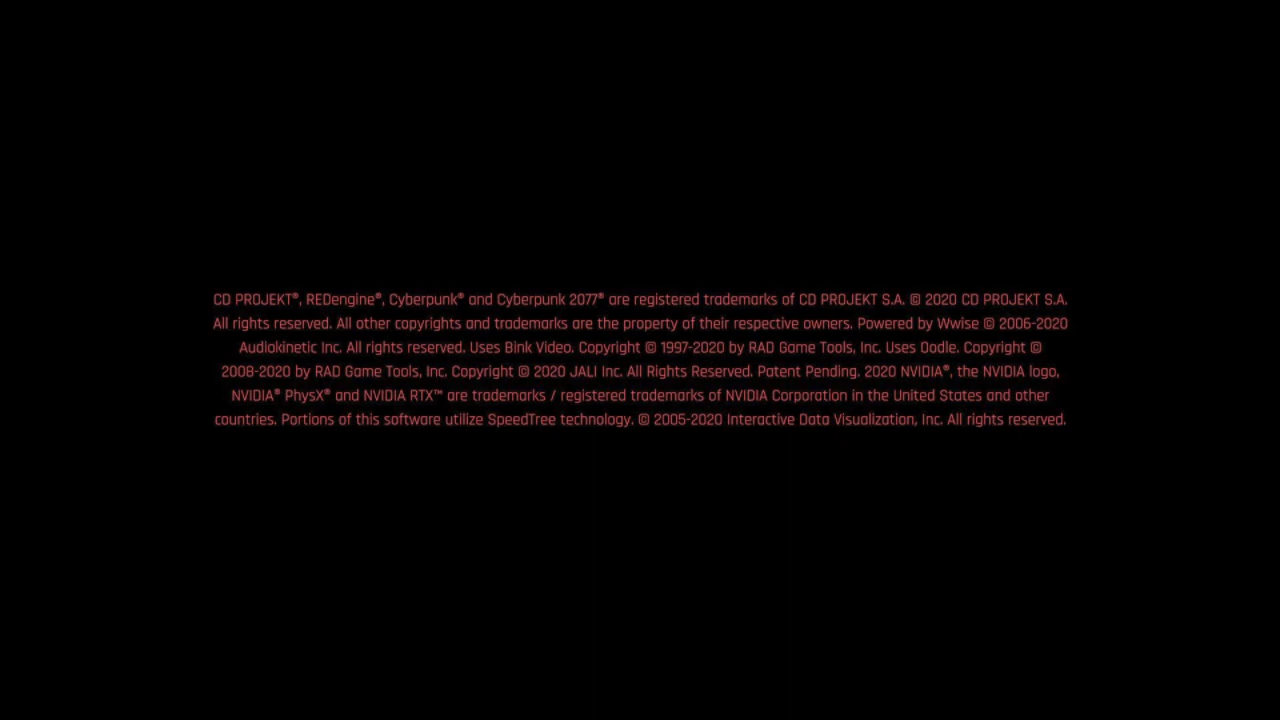 CD PROJEKT®, REDengine®, Cyberpunk® and Cyberpunk 2077® are registered trademarks of CD PROJEKT S.A. © 2020 CD PROJEKT S.A.
All rights reserved. All other copyrights and trademarks are the property of their respective owners. Powered by Wwise © 2006-2020
Audiokinetic Inc. All rights reserved. Uses Bink Video. Copyright © 1997-2020 by RAD Game Tools, Inc. Uses Oodle. Copyright ©
2008-2020 by RAD Game Tools, Inc. Copyright © 2020 JALI Inc. All Rights Reserved. Patent Pending. 2020 NVIDIA®, the NVIDIA logo,
NVIDIA® PhysX® and NVIDIA RTX™ are trademarks / registered trademarks of NVIDIA Corporation in the United States and other
countries. Portions of this software utilize SpeedTree technology. © 2005-2020 Interactive Data Visualization, Inc. All rights reserved.